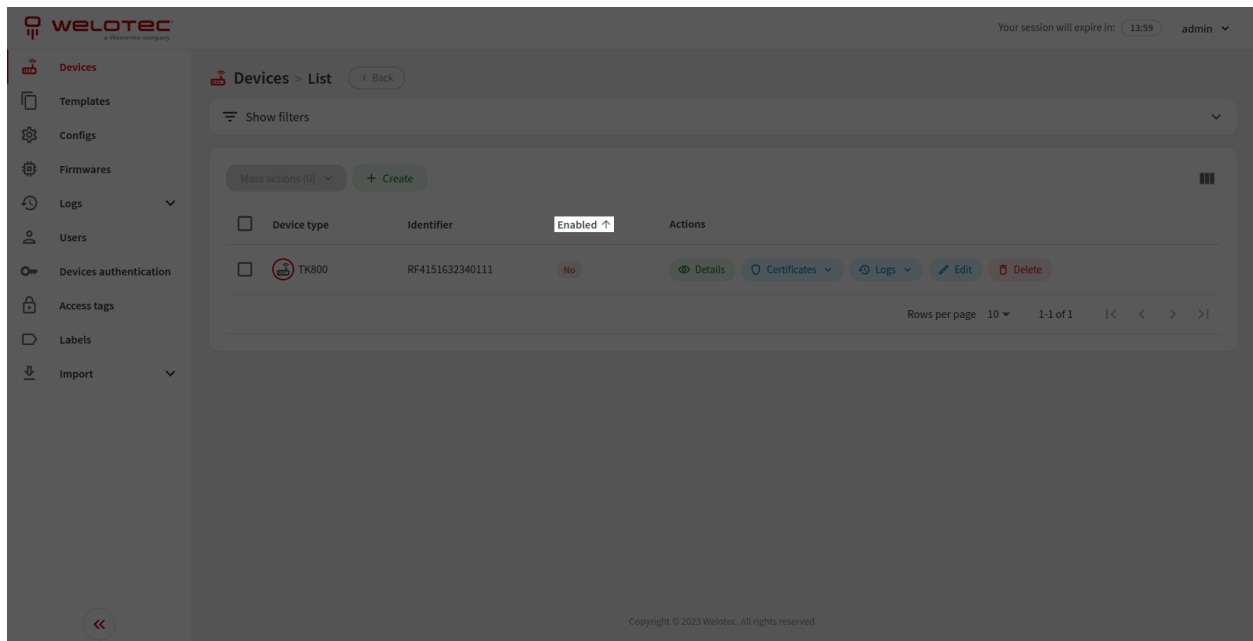 WELOTEC
a Westermo company
Your session will expire in: 13:59 admin
Devices
Templates
Configs
Firmwares
Logs
Users
Devices authentication
Access tags
Labels
Import
Devices > List < Back
Show filters
Mass actions (0) + Create
Device type Identifier Enabled ↑ Actions
TK800 RF4151632340111 No Details Certificates Logs Edit Delete
Rows per page 10 1-1 of 1
Copyright © 2023 Welotec. All rights reserved.